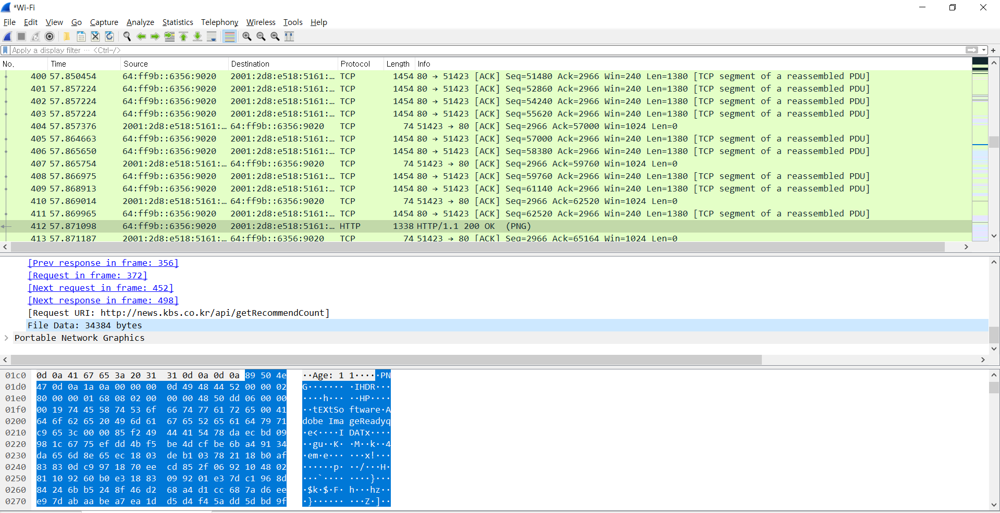 *Wi-Fi
File Edit View Go Capture Analyze Statistics Telephony Wireless Tools Help
Apply a display filter ... <Ctrl-/>
No. Time Source Destination Protocol Length Info
400 57.850454 64:ff9b::6356:9020 2001:2d8:e518:5161:… TCP 1454 80 → 51423 [ACK] Seq=51480 Ack=2966 Win=240 Len=1380 [TCP segment of a reassembled PDU]
401 57.857224 64:ff9b::6356:9020 2001:2d8:e518:5161:… TCP 1454 80 → 51423 [ACK] Seq=52860 Ack=2966 Win=240 Len=1380 [TCP segment of a reassembled PDU]
402 57.857224 64:ff9b::6356:9020 2001:2d8:e518:5161:… TCP 1454 80 → 51423 [ACK] Seq=54240 Ack=2966 Win=240 Len=1380 [TCP segment of a reassembled PDU]
403 57.857224 64:ff9b::6356:9020 2001:2d8:e518:5161:… TCP 1454 80 → 51423 [ACK] Seq=55620 Ack=2966 Win=240 Len=1380 [TCP segment of a reassembled PDU]
404 57.857376 2001:2d8:e518:5161:… 64:ff9b::6356:9020 TCP 74 51423 → 80 [ACK] Seq=2966 Ack=57000 Win=1024 Len=0
405 57.864663 64:ff9b::6356:9020 2001:2d8:e518:5161:… TCP 1454 80 → 51423 [ACK] Seq=57000 Ack=2966 Win=240 Len=1380 [TCP segment of a reassembled PDU]
406 57.865650 64:ff9b::6356:9020 2001:2d8:e518:5161:… TCP 1454 80 → 51423 [ACK] Seq=58380 Ack=2966 Win=240 Len=1380 [TCP segment of a reassembled PDU]
407 57.865754 2001:2d8:e518:5161:… 64:ff9b::6356:9020 TCP 74 51423 → 80 [ACK] Seq=2966 Ack=59760 Win=1024 Len=0
408 57.866975 64:ff9b::6356:9020 2001:2d8:e518:5161:… TCP 1454 80 → 51423 [ACK] Seq=59760 Ack=2966 Win=240 Len=1380 [TCP segment of a reassembled PDU]
409 57.868913 64:ff9b::6356:9020 2001:2d8:e518:5161:… TCP 1454 80 → 51423 [ACK] Seq=61140 Ack=2966 Win=240 Len=1380 [TCP segment of a reassembled PDU]
410 57.869014 2001:2d8:e518:5161:… 64:ff9b::6356:9020 TCP 74 51423 → 80 [ACK] Seq=2966 Ack=62520 Win=1024 Len=0
411 57.869965 64:ff9b::6356:9020 2001:2d8:e518:5161:… TCP 1454 80 → 51423 [ACK] Seq=62520 Ack=2966 Win=240 Len=1380 [TCP segment of a reassembled PDU]
412 57.871098 64:ff9b::6356:9020 2001:2d8:e518:5161:… HTTP 1338 HTTP/1.1 200 OK (PNG)
413 57.871187 2001:2d8:e518:5161:… 64:ff9b::6356:9020 TCP 74 51423 → 80 [ACK] Seq=2966 Ack=65164 Win=1024 Len=0
[Prev response in frame: 356]
[Request in frame: 372]
[Next request in frame: 452]
[Next response in frame: 498]
[Request URI: http://news.kbs.co.kr/api/getRecommendCount]
File Data: 34384 bytes
Portable Network Graphics
01c0 0d 0a 41 67 65 3a 20 31 31 0d 0a 0d 0a 89 50 4e ··Age: 1 1·····PN
01d0 47 0d 0a 1a 0a 00 00 00 0d 49 48 44 52 00 00 02 G······· ·IHDR···
01e0 80 00 00 01 68 08 02 00 00 00 48 50 dd 06 00 00 ····h··· ··HP····
01f0 00 19 74 45 58 74 53 6f 66 74 77 61 72 65 00 41 ··tEXtSo ftware·A
0200 64 6f 62 65 20 49 6d 61 67 65 52 65 61 64 79 71 dobe Ima geReadyq
0210 c9 65 3c 00 00 85 f2 49 44 41 54 78 da ec bd 09 ·e<····I DATx····
0220 98 1c 67 75 ef dd 4b f5 be 4d cf be 6b a4 91 34 ··gu··K· ·M··k··4
0230 da 65 6d 8e 65 ec 18 03 de b1 03 78 21 18 b0 af ·em·e··· ···x!···
0240 83 83 0d c9 97 18 70 ee cd 85 2f 06 92 10 48 02 ······p· ··/···H·
0250 81 10 92 60 b0 e3 18 83 09 92 01 e3 7d c1 96 8d ···`···· ····}···
0260 84 24 6b b5 24 8f 46 d2 68 a4 d1 cc 68 7a d6 ee ·$k·$·F· h···hz··
0270 e9 7d ab aa be a7 ea 1d d5 d4 f4 5a dd 5d bd 9f ·}······ ···Z·]··